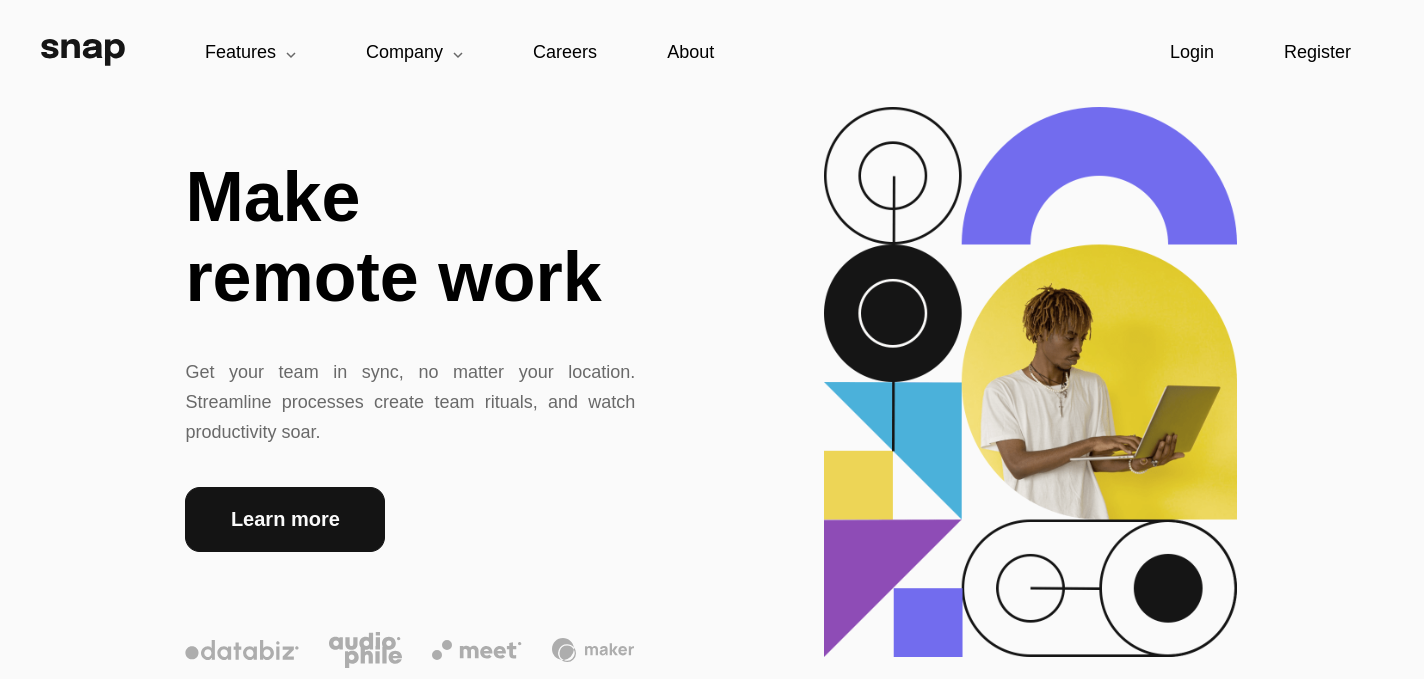 snap Features Company Careers About Login Register
Make
remote work
Get your team in sync, no matter your location.
Streamline processes create team rituals, and watch
productivity soar.
Learn more
databiz audiophile meet maker